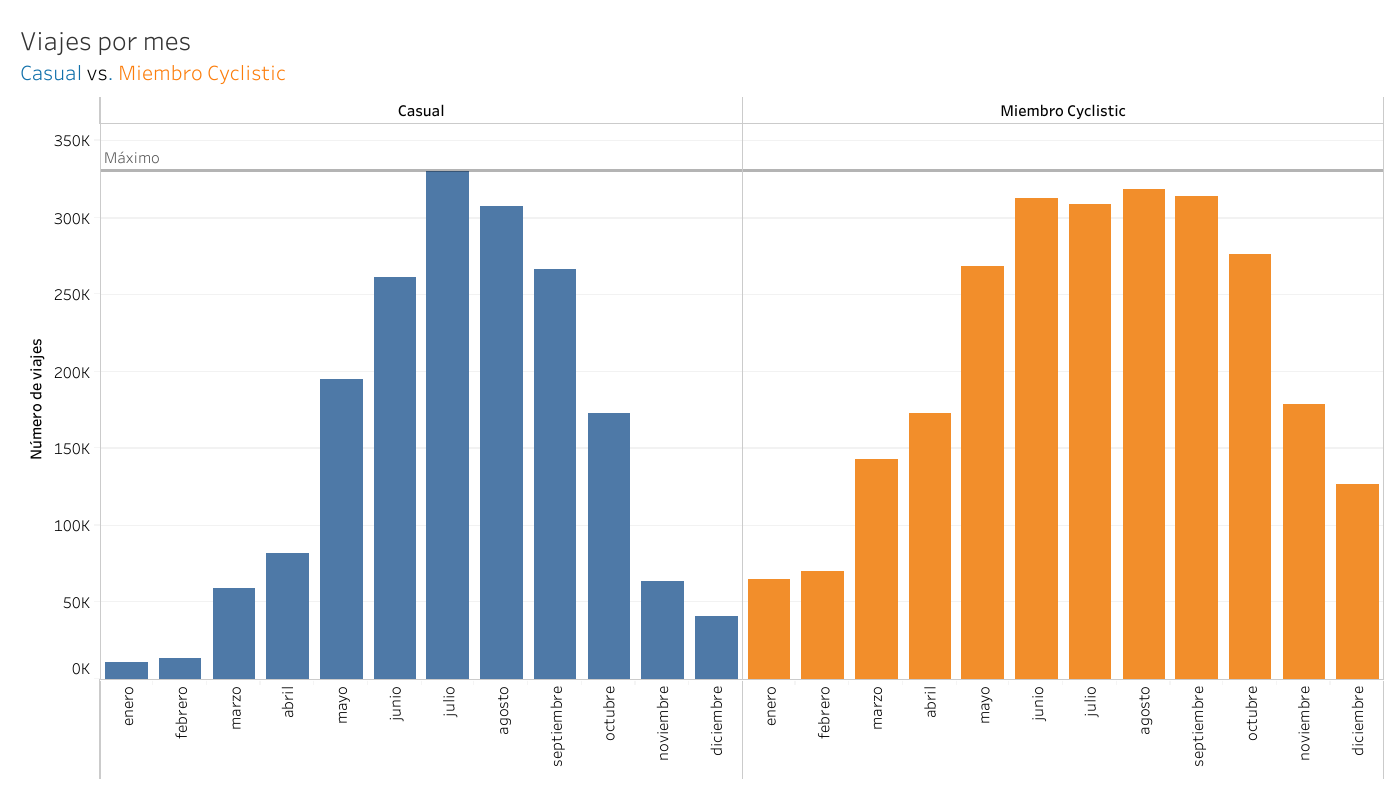 Viajes por mes
Casual vs. Miembro Cyclistic
Casual
Miembro Cyclistic
350K
Máximo
300K
250K
200K
150K
100K
50K
0K
Número de viajes
enero
febrero
marzo
abril
mayo
junio
julio
agosto
septiembre
octubre
noviembre
diciembre
enero
febrero
marzo
abril
mayo
junio
julio
agosto
septiembre
octubre
noviembre
diciembre